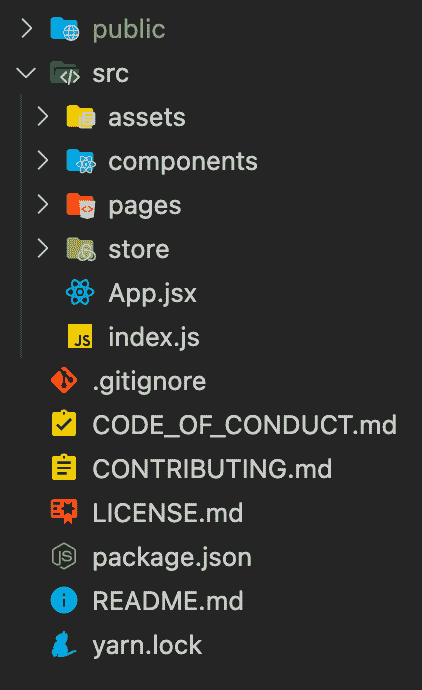 public
src
assets
components
pages
store
App.jsx
JS index.js
.gitignore
CODE_OF_CONDUCT.md
CONTRIBUTING.md
LICENSE.md
JS package.json
README.md
yarn.lock